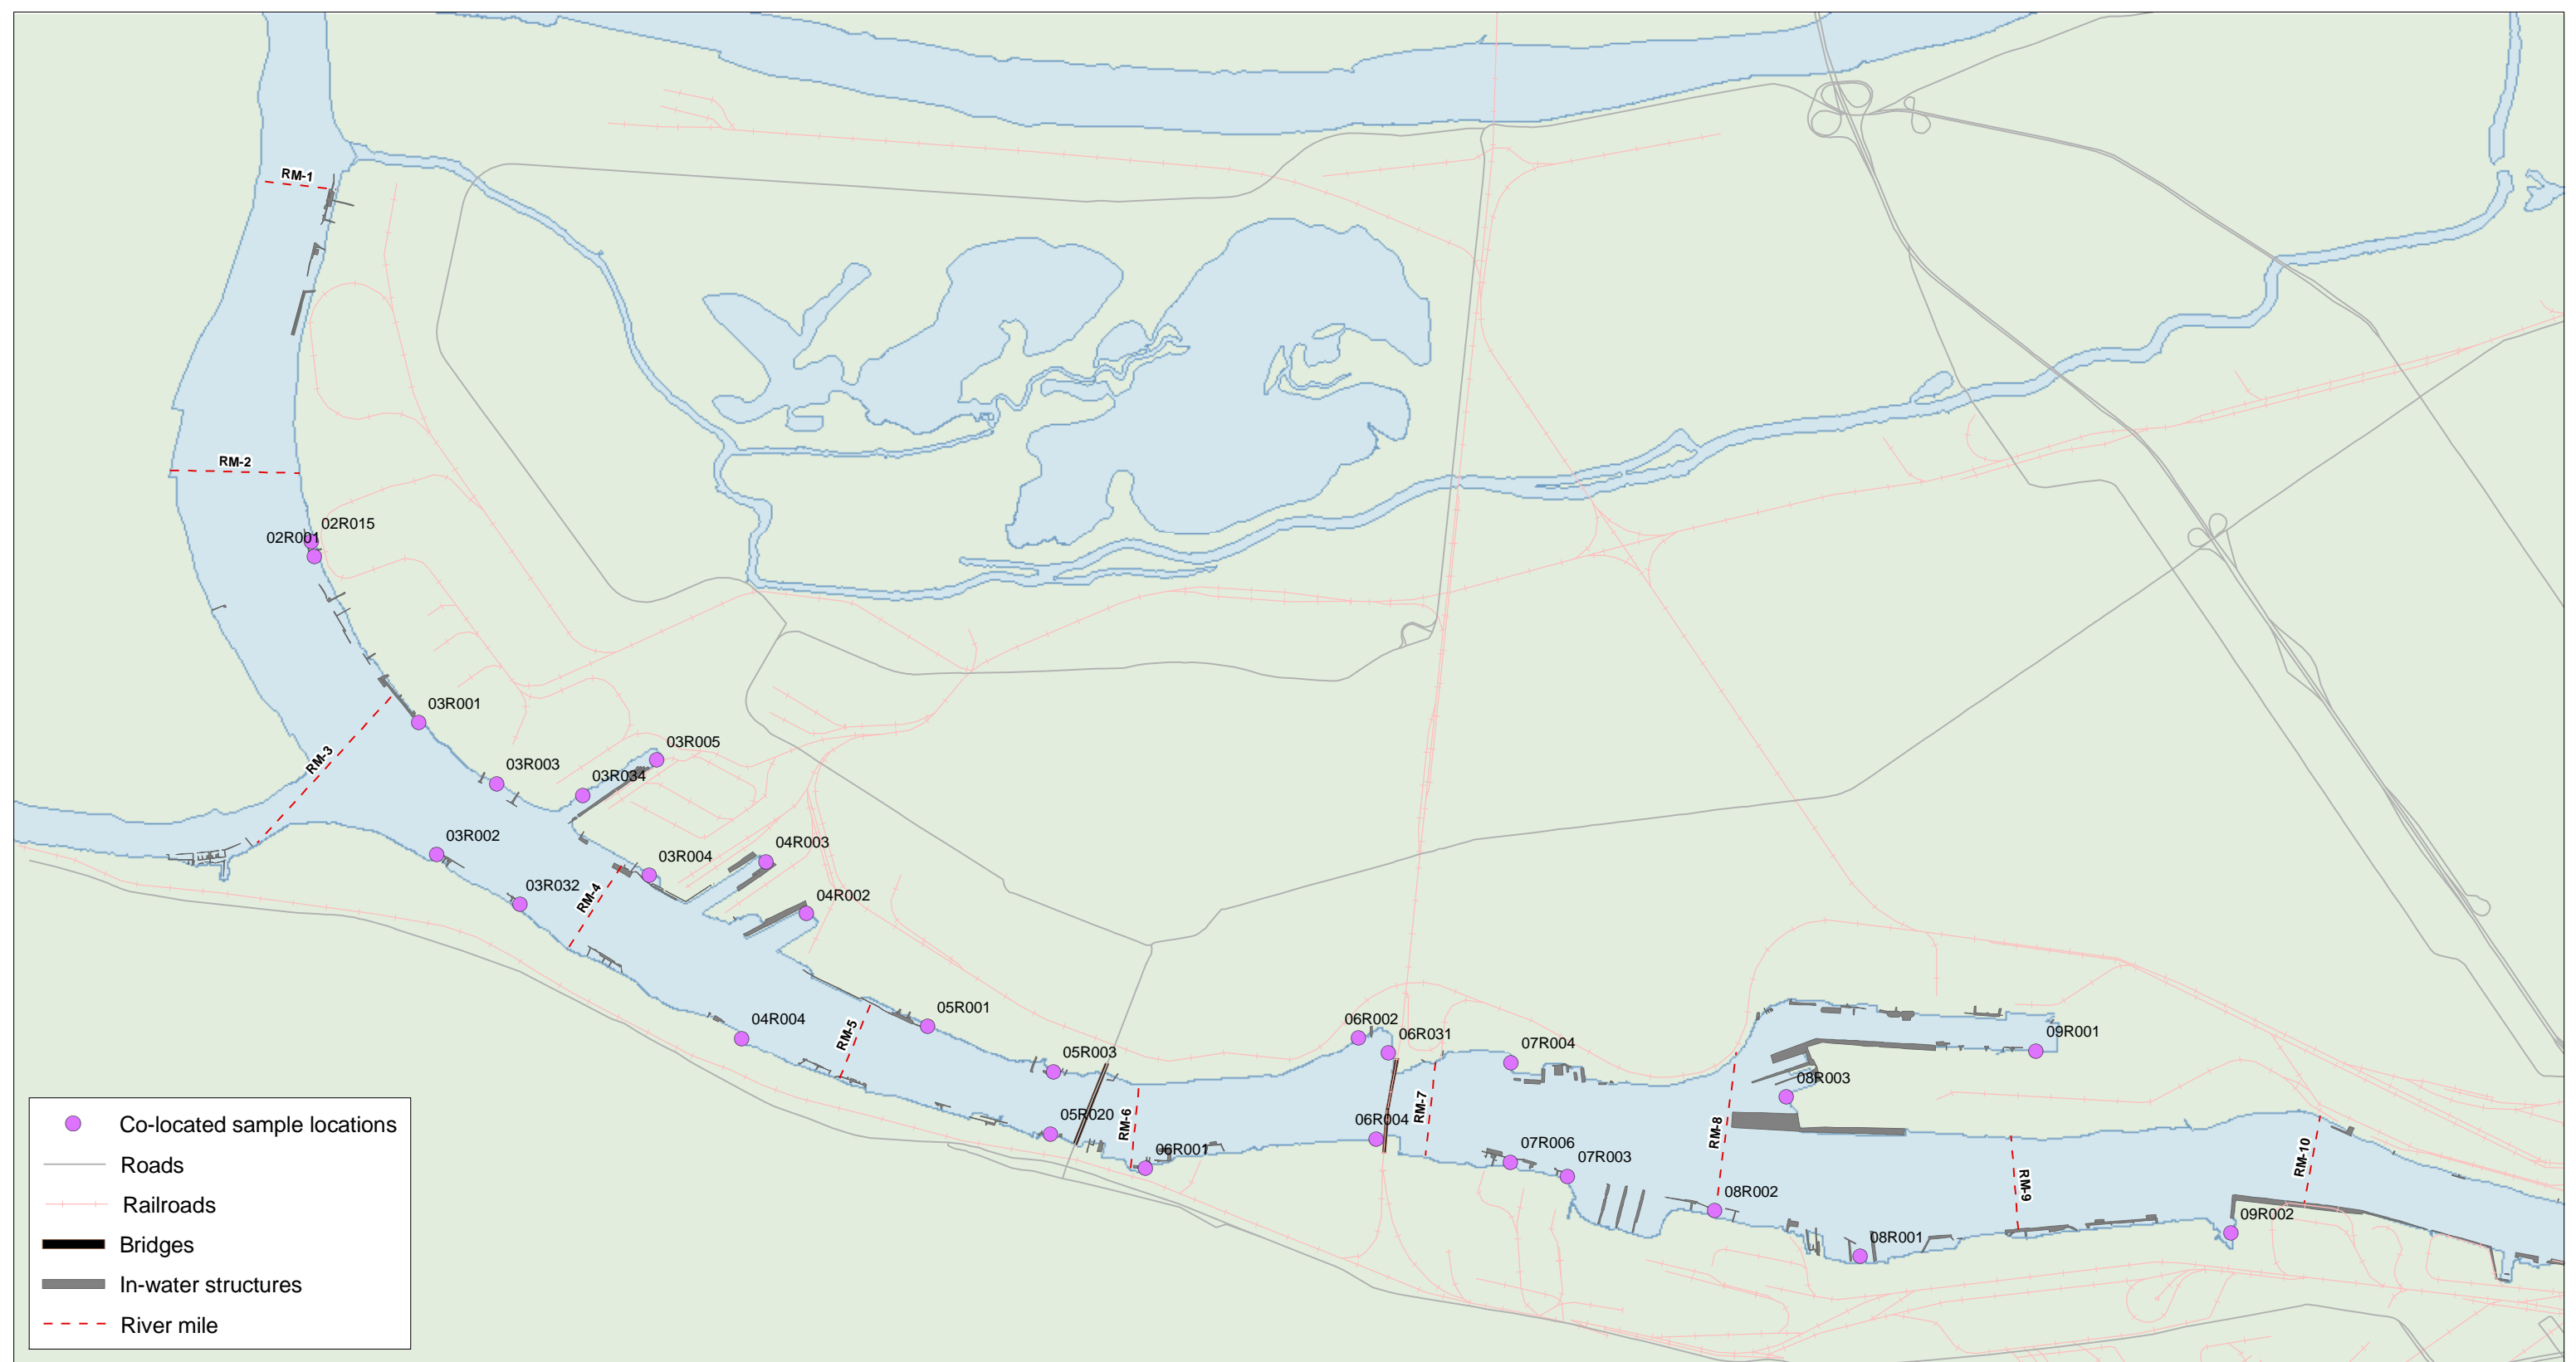 RM-1
RM-2
02R015
02R001
03R001
RM-3
03R003
03R005
03R034
03R002
03R004
04R003
03R032
RM-4
04R002
05R001
04R004
RM-5
05R003
06R002
06R031
07R004
09R001
08R003
05R020
RM-6
06R004
RM-7
RM-8
06R001
07R006
07R003
RM-9
RM-10
08R002
09R002
08R001
Co-located sample locations
Roads
Railroads
Bridges
In-water structures
River mile